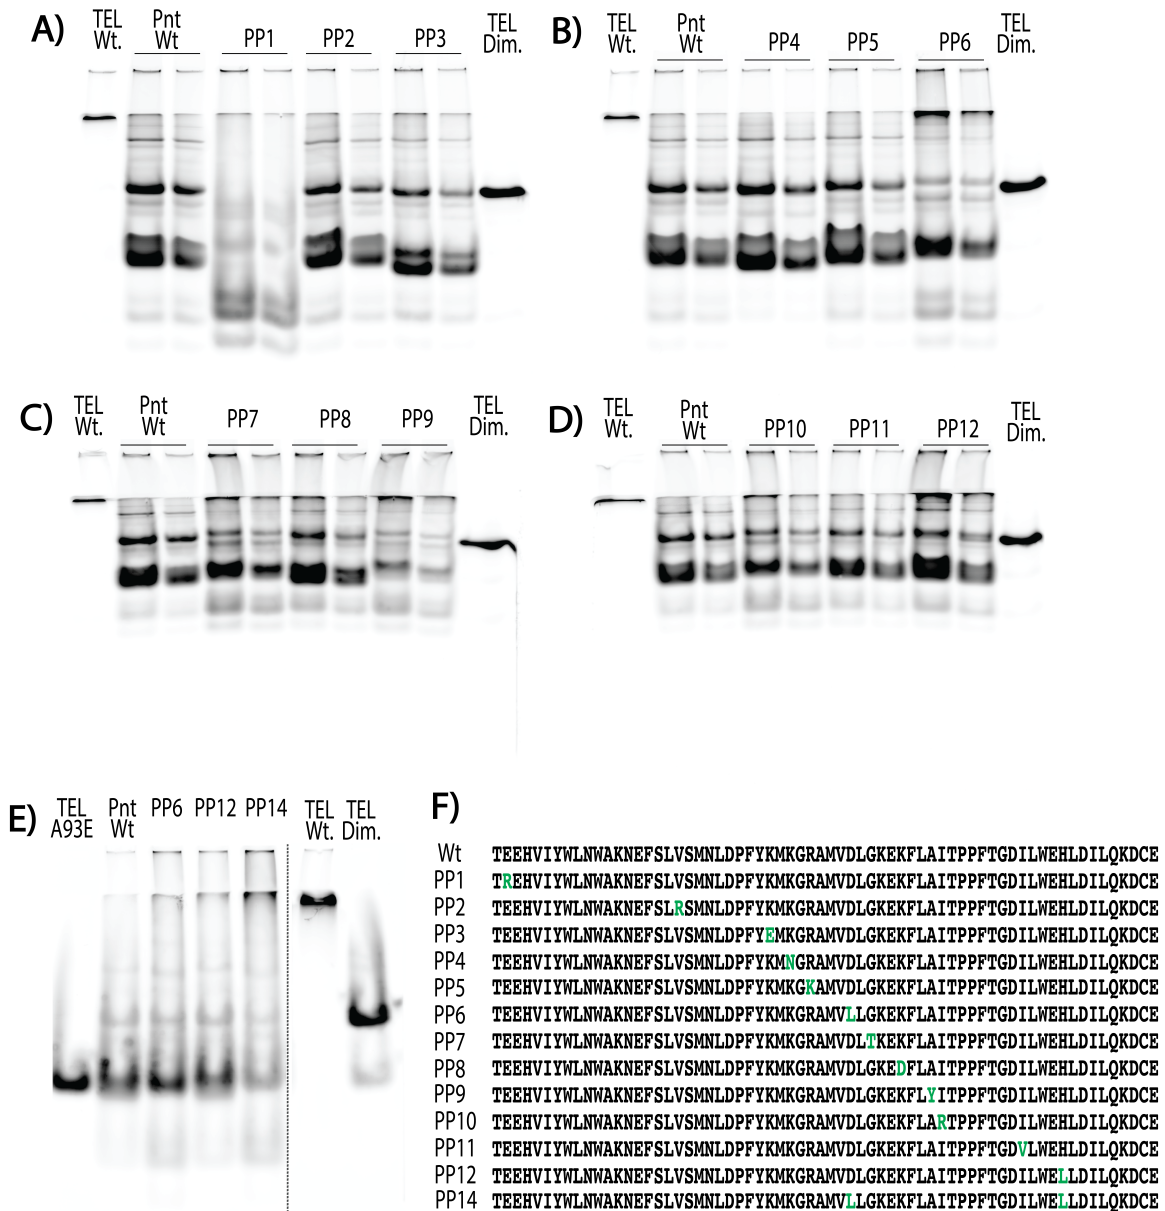 A)
TEL
Wt.
Pnt
Wt
PP1
PP2
PP3
TEL
Dim.
B)
TEL
Wt.
Pnt
Wt
PP4
PP5
PP6
TEL
Dim.
C)
TEL
Wt.
Pnt
Wt
PP7
PP8
PP9
TEL
Dim.
D)
TEL
Wt.
Pnt
Wt
PP10
PP11
PP12
TEL
Dim.
E)
TEL
A93E
Pnt
Wt
PP6
PP12
PP14
TEL
Wt.
TEL
Dim.
F)
Wt TEEHVIYWLNWAKNEFSLVSMNLDPFYKMKGRAMVDLGKEKFLAITPPFTGDILWEHLDILQKDCE
PP1 TREHVIYWLNWAKNEFSLVSMNLDPFYKMKGRAMVDLGKEKFLAITPPFTGDILWEHLDILQKDCE
PP2 TEEHVIYWLNWAKNEFSLRSMNLDPFYKMKGRAMVDLGKEKFLAITPPFTGDILWEHLDILQKDCE
PP3 TEEHVIYWLNWAKNEFSLVSMNLDPFYEMKGRAMVDLGKEKFLAITPPFTGDILWEHLDILQKDCE
PP4 TEEHVIYWLNWAKNEFSLVSMNLDPFYKMNGRAMVDLGKEKFLAITPPFTGDILWEHLDILQKDCE
PP5 TEEHVIYWLNWAKNEFSLVSMNLDPFYKMKGKAMVDLGKEKFLAITPPFTGDILWEHLDILQKDCE
PP6 TEEHVIYWLNWAKNEFSLVSMNLDPFYKMKGRAMVLLGKEKFLAITPPFTGDILWEHLDILQKDCE
PP7 TEEHVIYWLNWAKNEFSLVSMNLDPFYKMKGRAMVDLTKEKFLAITPPFTGDILWEHLDILQKDCE
PP8 TEEHVIYWLNWAKNEFSLVSMNLDPFYKMKGRAMVDLGKEDFLAITPPFTGDILWEHLDILQKDCE
PP9 TEEHVIYWLNWAKNEFSLVSMNLDPFYKMKGRAMVDLGKEKFLYITPPFTGDILWEHLDILQKDCE
PP10 TEEHVIYWLNWAKNEFSLVSMNLDPFYKMKGRAMVDLGKEKFLARTPPFTGDILWEHLDILQKDCE
PP11 TEEHVIYWLNWAKNEFSLVSMNLDPFYKMKGRAMVDLGKEKFLAITPPFTGDVLWEHLDILQKDCE
PP12 TEEHVIYWLNWAKNEFSLVSMNLDPFYKMKGRAMVDLGKEKFLAITPPFTGDILWELLDILQKDCE
PP14 TEEHVIYWLNWAKNEFSLVSMNLDPFYKMKGRAMVLLGKEKFLAITPPFTGDILWELLDILQKDCE